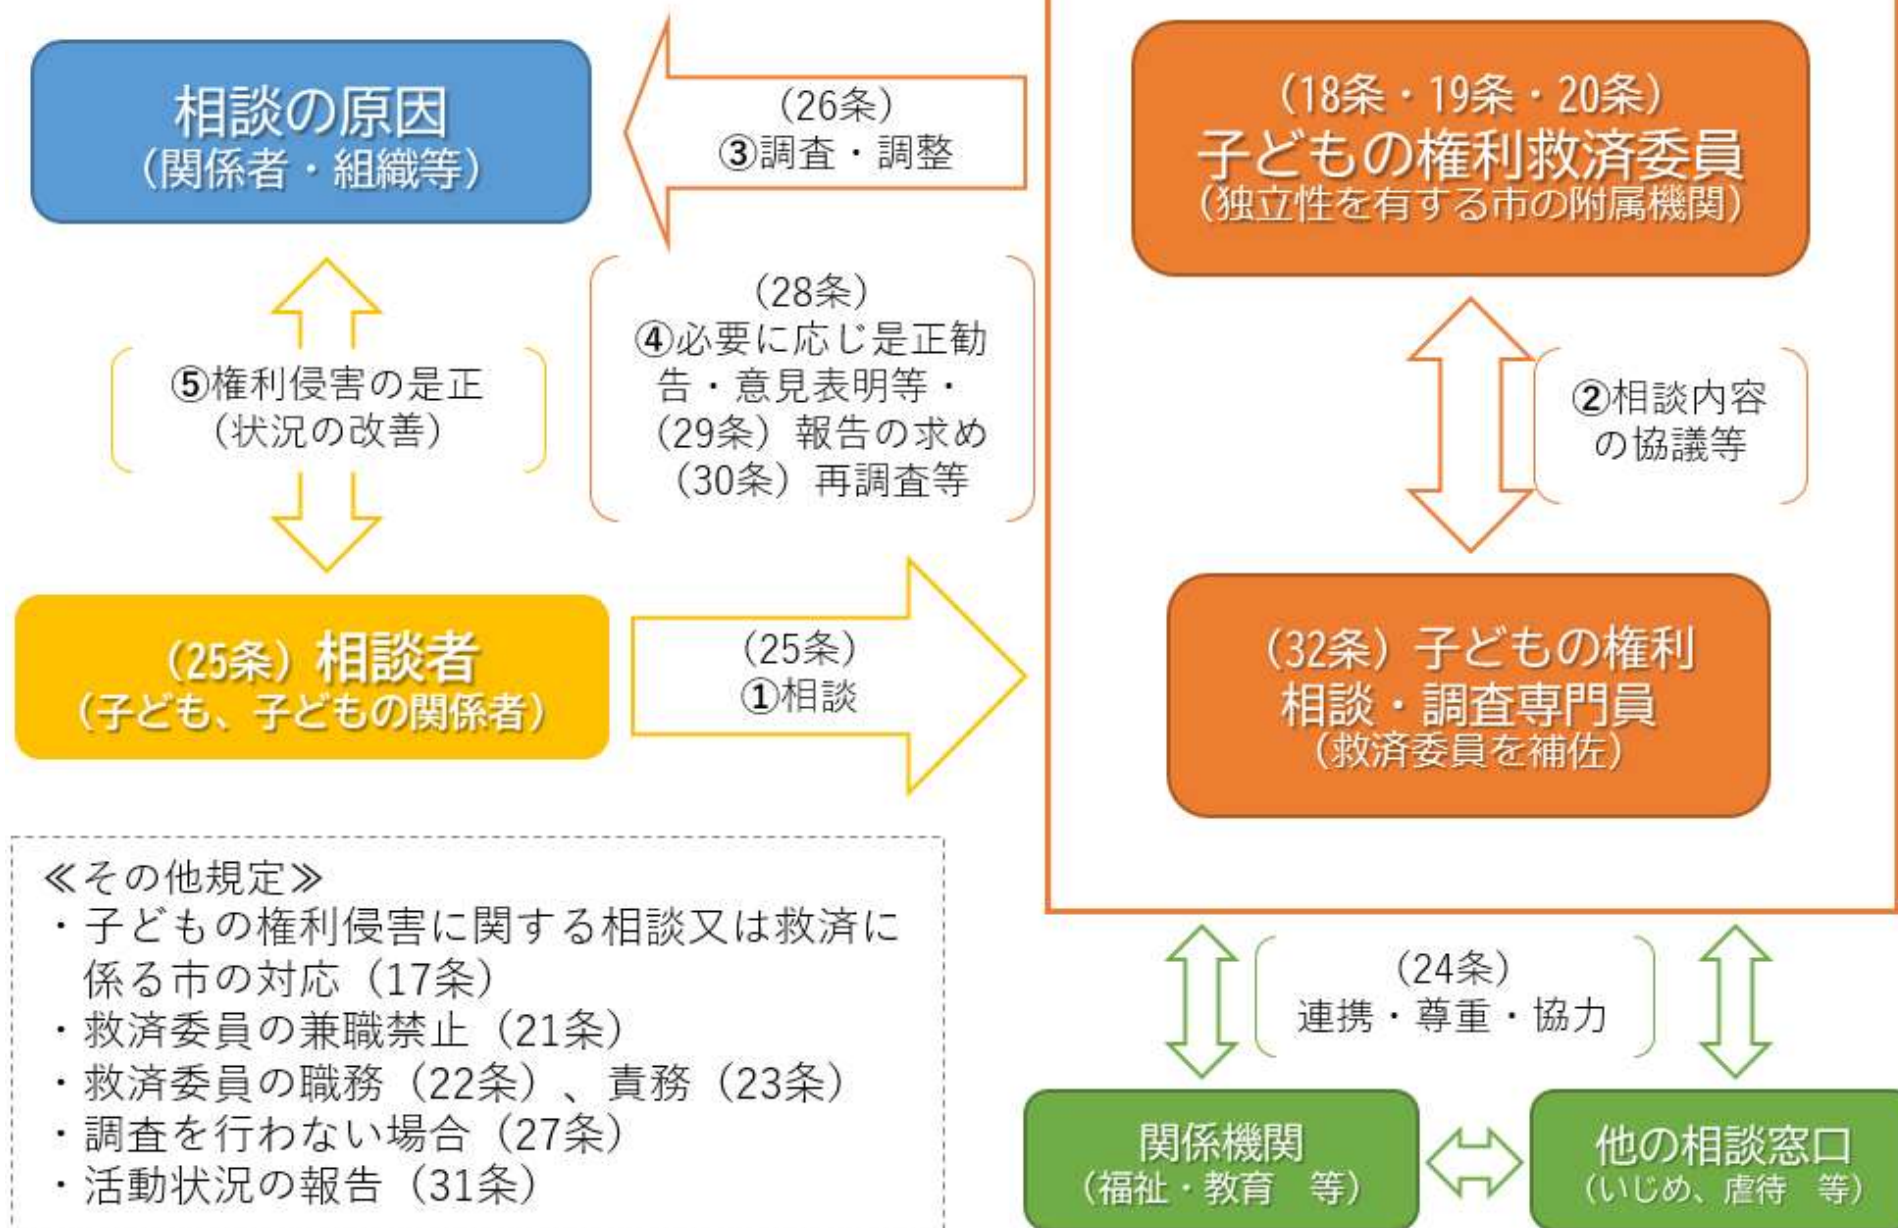 相談の原因
（関係者・組織等）
（26条）
③調査・調整
（18条・19条・20条）
子どもの権利救済委員
（独立性を有する市の附属機関）
（28条）
④必要に応じ是正勧
告・意見表明等・
（29条）報告の求め
（30条）再調査等
⑤権利侵害の是正
（状況の改善）
②相談内容
の協議等
（25条）相談者
（子ども、子どもの関係者）
（25条）
①相談
（32条）子どもの権利
相談・調査専門員
（救済委員を補佐）
≪その他規定≫
・子どもの権利侵害に関する相談又は救済に
係る市の対応（17条）
・救済委員の兼職禁止（21条）
・救済委員の職務（22条）、責務（23条）
・調査を行わない場合（27条）
・活動状況の報告（31条）
（24条）
連携・尊重・協力
関係機関
（福祉・教育　等）
他の相談窓口
（いじめ、虐待　等）